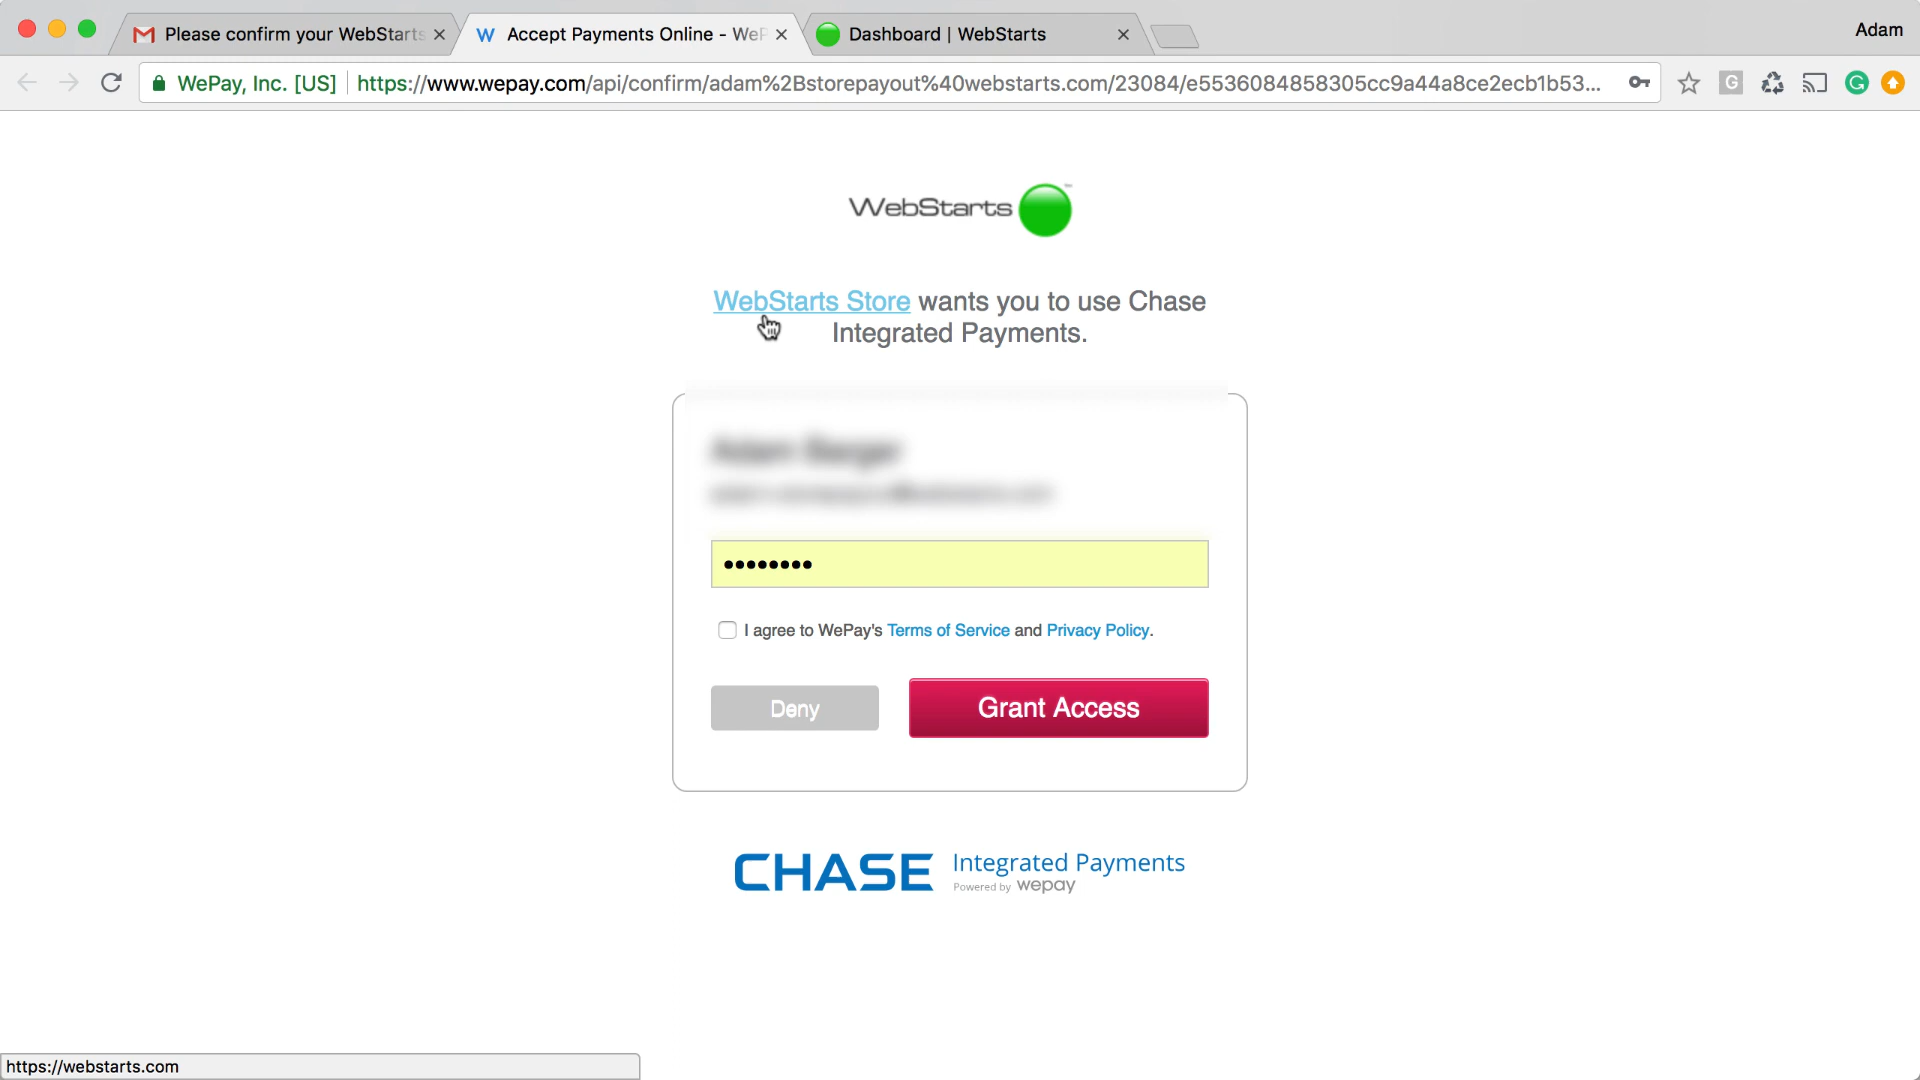 Please confirm your WebStarts
Accept Payments Online - WeP
Dashboard | WebStarts
Adam
WePay, Inc. [US]
https://www.wepay.com/api/confirm/adam%2Bstorepayout%40webstarts.com/23084/e5536084858305cc9a44a8ce2ecb1b53...
WebStarts
WebStarts Store wants you to use Chase
Integrated Payments.
I agree to WePay's Terms of Service and Privacy Policy.
Deny
Grant Access
CHASE
Integrated Payments
Powered by wepay
https://webstarts.com